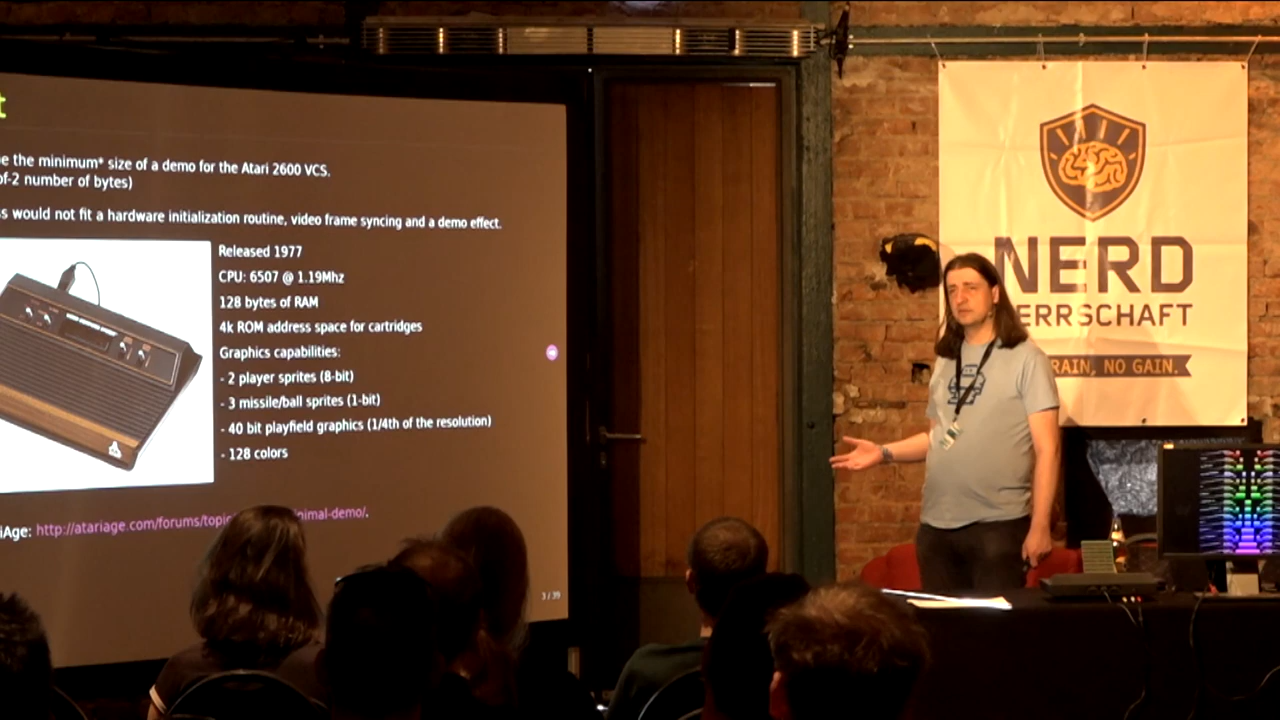 t
e the minimum* size of a demo for the Atari 2600 VCS.
of-2 number of bytes)
s would not fit a hardware initialization routine, video frame syncing and a demo effect.
Released 1977
CPU: 6507 @ 1.19Mhz
128 bytes of RAM
4k ROM address space for cartridges
Graphics capabilities:
- 2 player sprites (8-bit)
- 3 missile/ball sprites (1-bit)
- 40 bit playfield graphics (1/4th of the resolution)
- 128 colors
iAge: http://atariage.com/forums/topi nimal-demo/.
3 / 39
NERD
ERRSCHAFT
RAIN, NO GAIN.